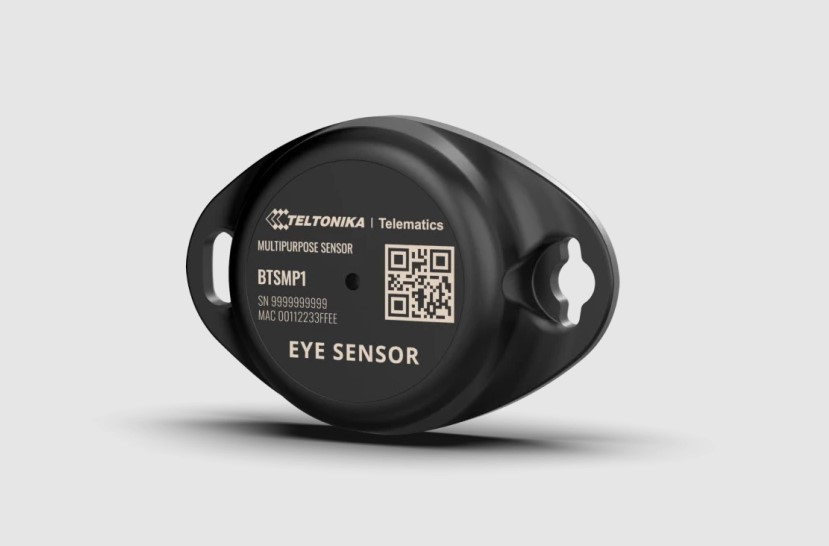 TELTONIKA | Telematics
MULTIPURPOSE SENSOR
BTSMP1
SN 9999999999
MAC 00112233FFEE
EYE SENSOR